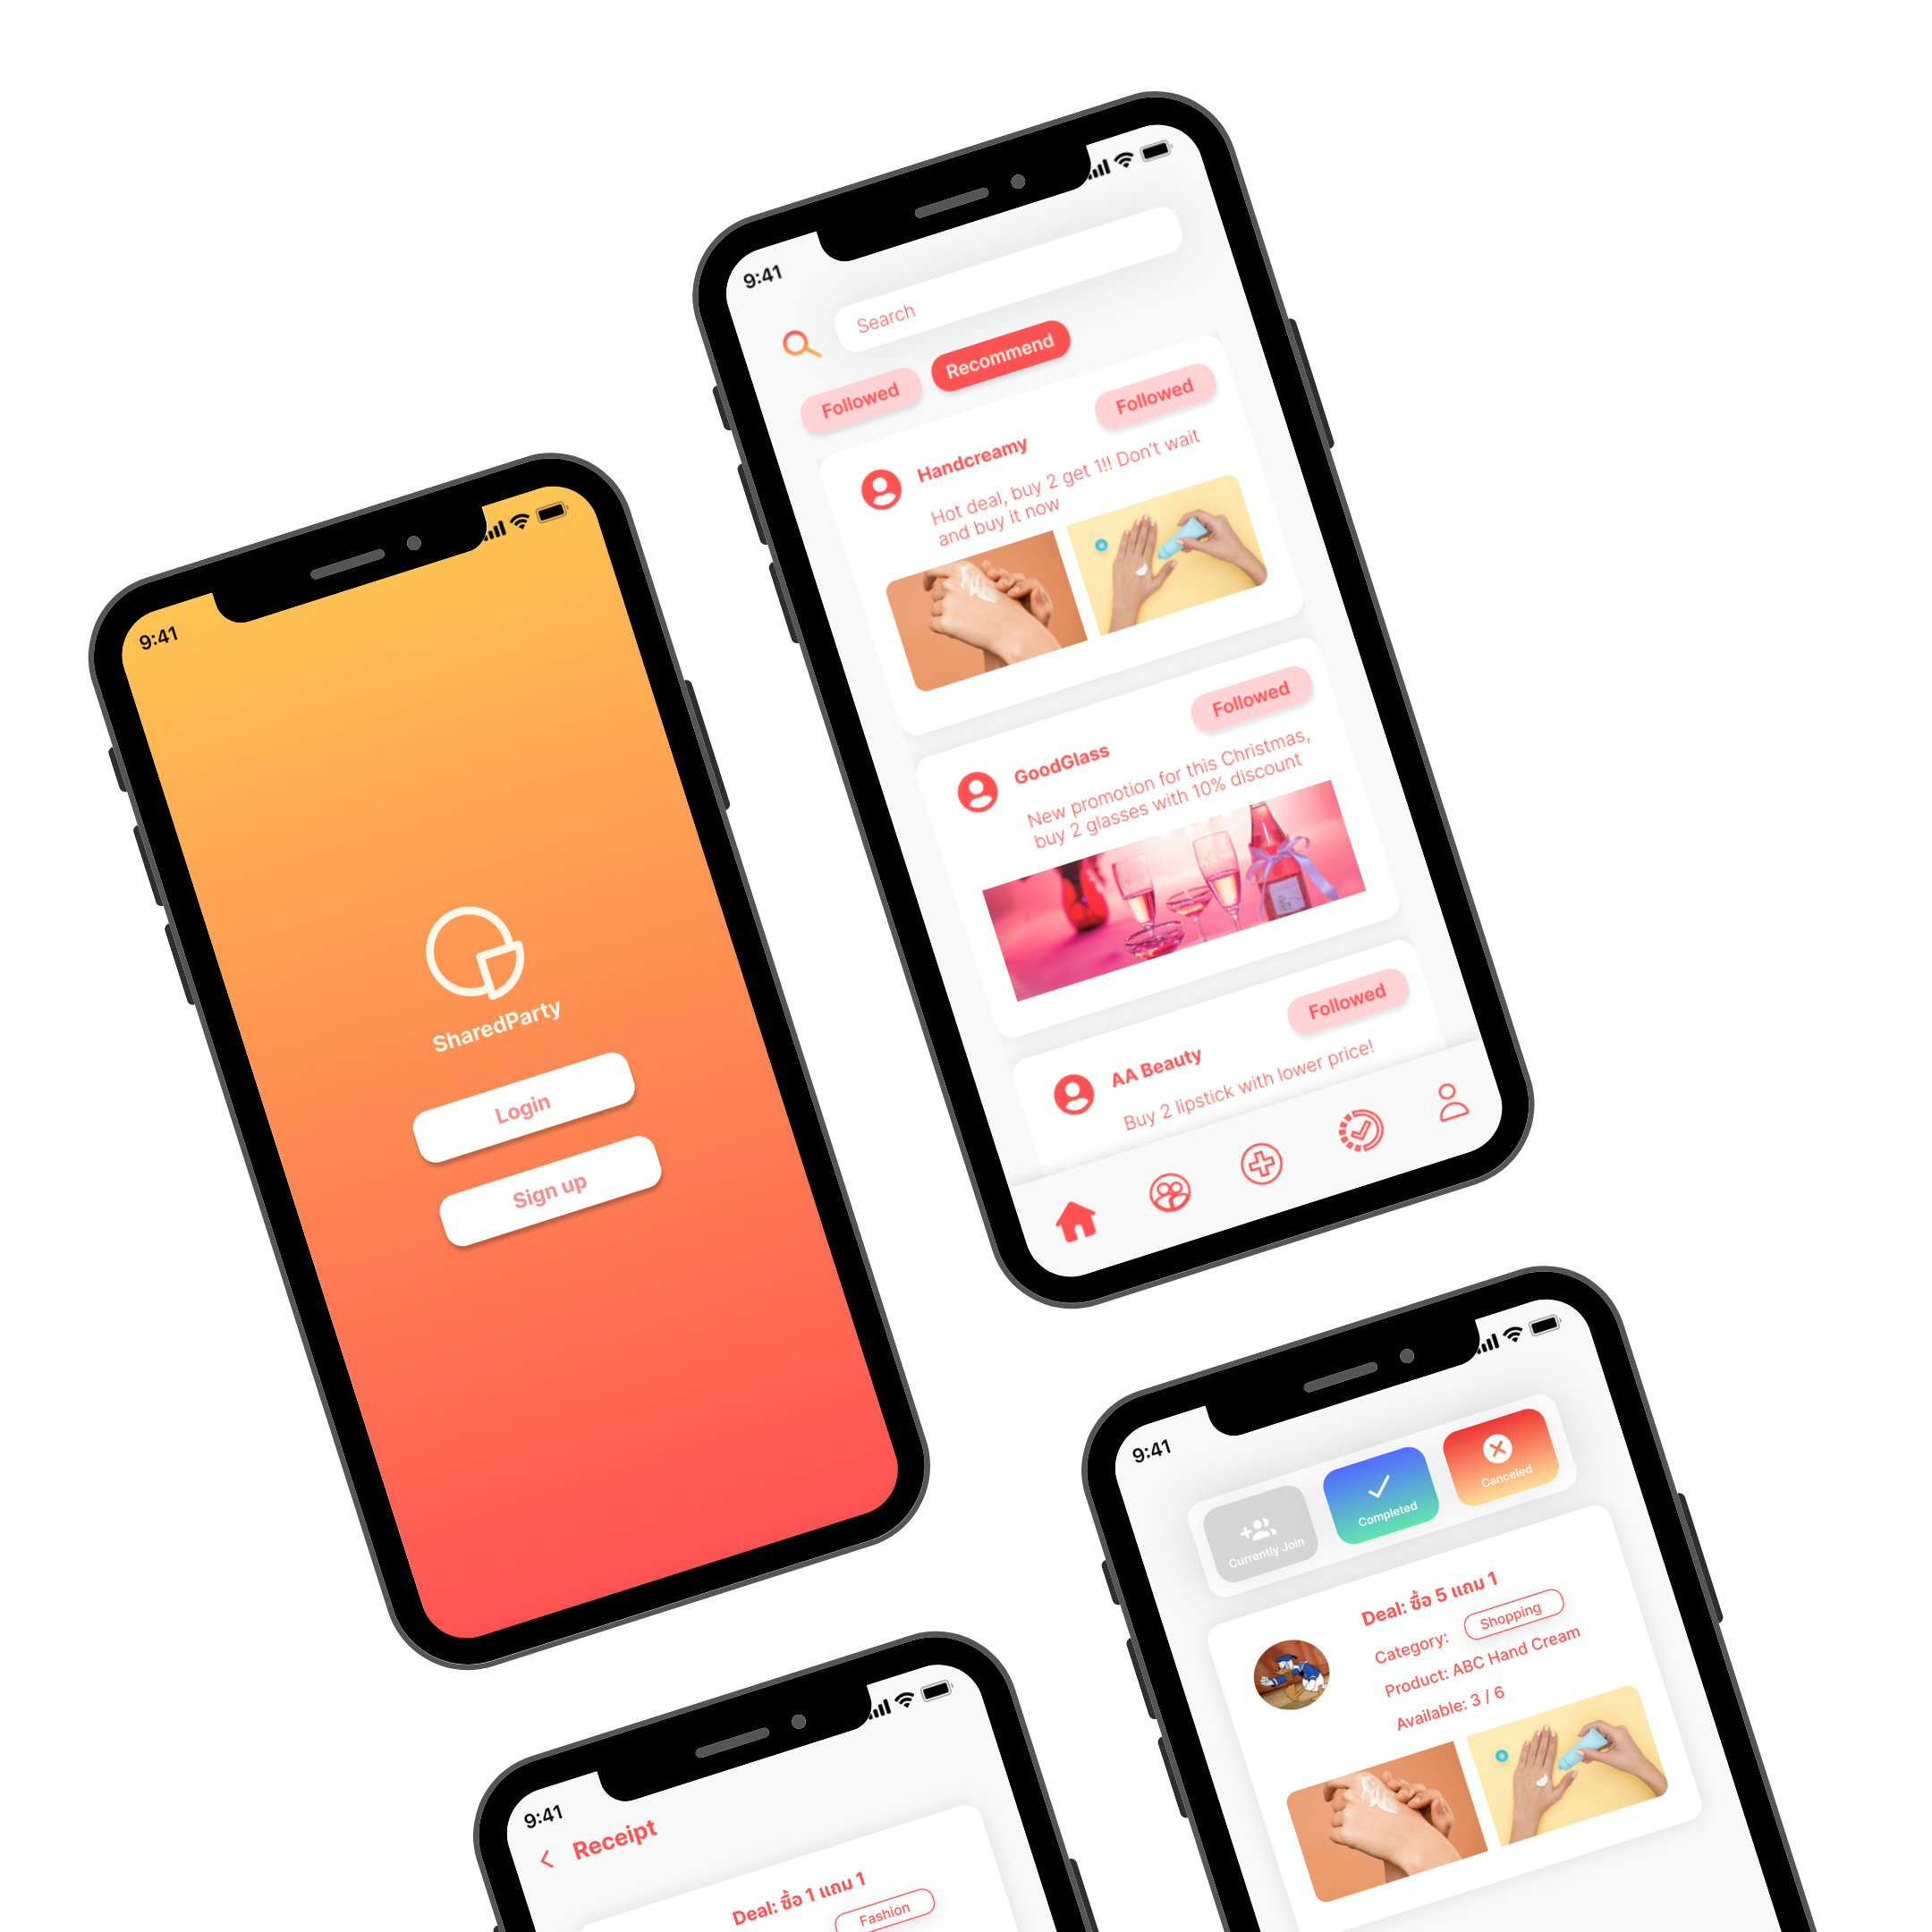 9:41
SharedParty
Login
Sign up
9:41
Search
Followed
Recommend
Followed
Handcreamy
Hot deal, buy 2 get 1!! Don't wait
and buy it now
Followed
GoodGlass
New promotion for this Christmas,
buy 2 glasses with 10% discount
Followed
AA Beauty
Buy 2 lipstick with lower price!
9:41
Currently Join
Completed
Canceled
Deal: ซื้อ 5 แถม 1
Category: Shopping
Product: ABC Hand Cream
Available: 3 / 6
9:41
Receipt
Deal: ซื้อ 1 แถม 1
Fashion